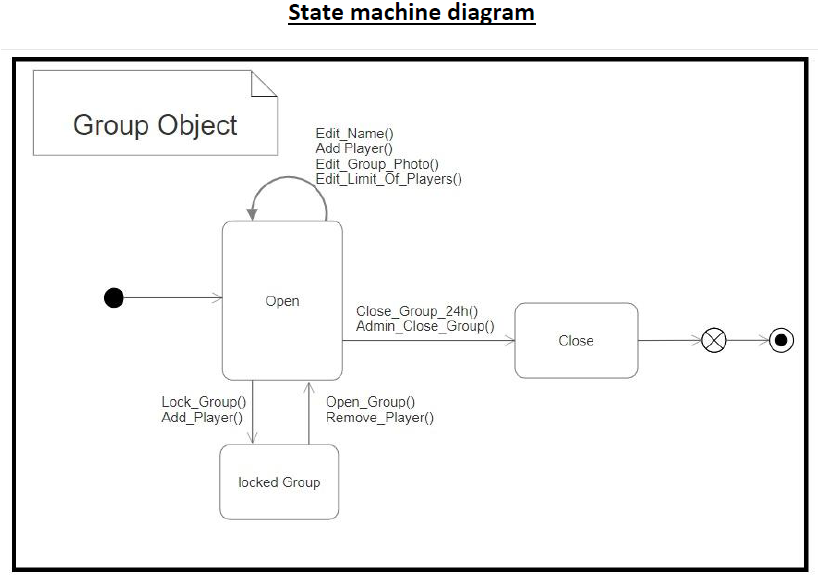 State machine diagram
Group Object
Edit_Name()
Add Player()
Edit_Group_Photo()
Edit_Limit_Of_Players()
Open
Close_Group_24h()
Admin_Close_Group()
Close
Lock_Group()
Add_Player()
Open_Group()
Remove_Player()
locked Group